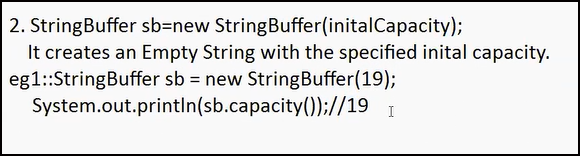 2. StringBuffer sb=new StringBuffer(initalCapacity);
It creates an Empty String with the specified inital capacity.
eg1::StringBuffer sb = new StringBuffer(19);
System.out.println(sb.capacity());//19